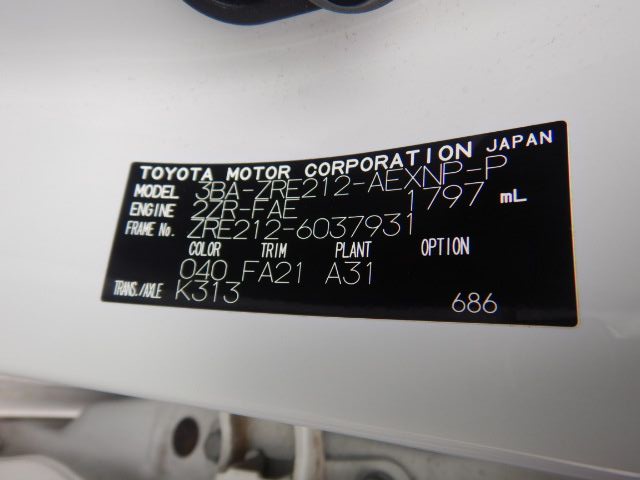 TOYOTA MOTOR CORPORATION JAPAN
MODEL 3BA-ZRE212-AEXNP-P
ENGINE 2ZR-FAE 1797 mL
FRAME No. ZRE212-6037931
COLOR TRIM PLANT OPTION
040 FA21 A31
TRANS./AXLE K313
686